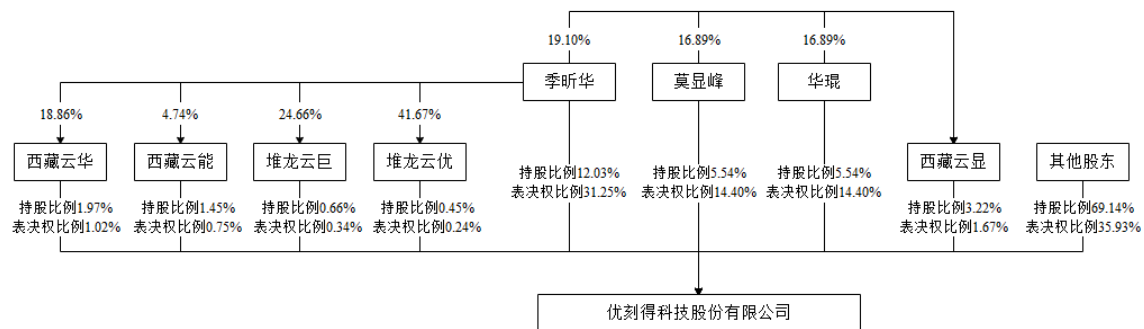 19.10%
16.89%
16.89%
季昕华
莫显峰
华琨
18.86%
4.74%
24.66%
41.67%
西藏云华
西藏云能
堆龙云巨
堆龙云优
西藏云显
其他股东
持股比例12.03%
表决权比例31.25%
持股比例5.54%
表决权比例14.40%
持股比例5.54%
表决权比例14.40%
持股比例1.97%
表决权比例1.02%
持股比例1.45%
表决权比例0.75%
持股比例0.66%
表决权比例0.34%
持股比例0.45%
表决权比例0.24%
持股比例3.22%
表决权比例1.67%
持股比例69.14%
表决权比例35.93%
优刻得科技股份有限公司